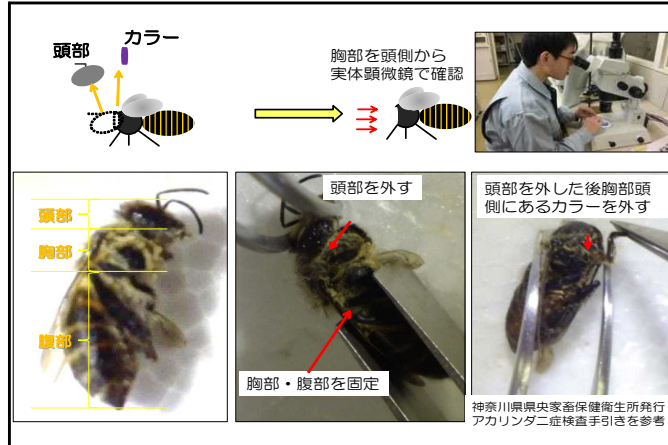 頭部
カラー
胸部を頭側から
実体顕微鏡で確認
頭部
胸部
腹部
頭部を外す
胸部・腹部を固定
頭部を外した後胸部頭
側にあるカラーを外す
神奈川県県央家畜保健衛生所発行
アカリンダニ症検査手引きを参考